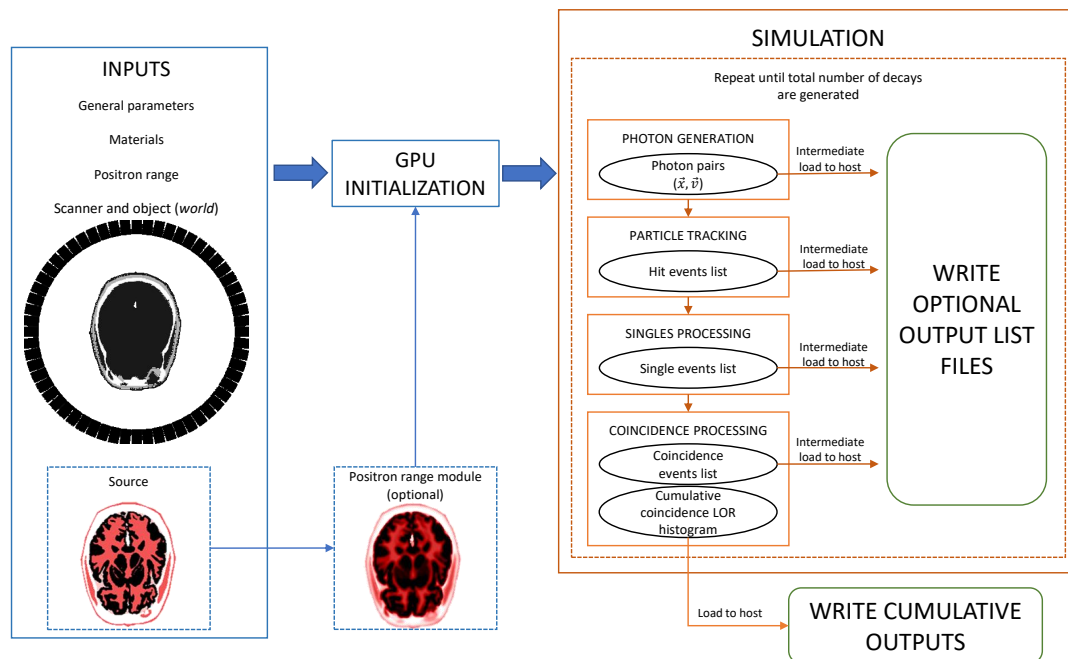 INPUTS
General parameters
Materials
Positron range
Scanner and object (world)
Source
GPU
INITIALIZATION
Positron range module
(optional)
SIMULATION
Repeat until total number of decays
are generated
PHOTON GENERATION
Photon pairs
(x⃗, v⃗)
Intermediate
load to host
PARTICLE TRACKING
Hit events list
Intermediate
load to host
SINGLES PROCESSING
Single events list
Intermediate
load to host
COINCIDENCE PROCESSING
Coincidence
events list
Intermediate
load to host
Cumulative
coincidence LOR
histogram
WRITE
OPTIONAL
OUTPUT LIST
FILES
Load to host
WRITE CUMULATIVE
OUTPUTS